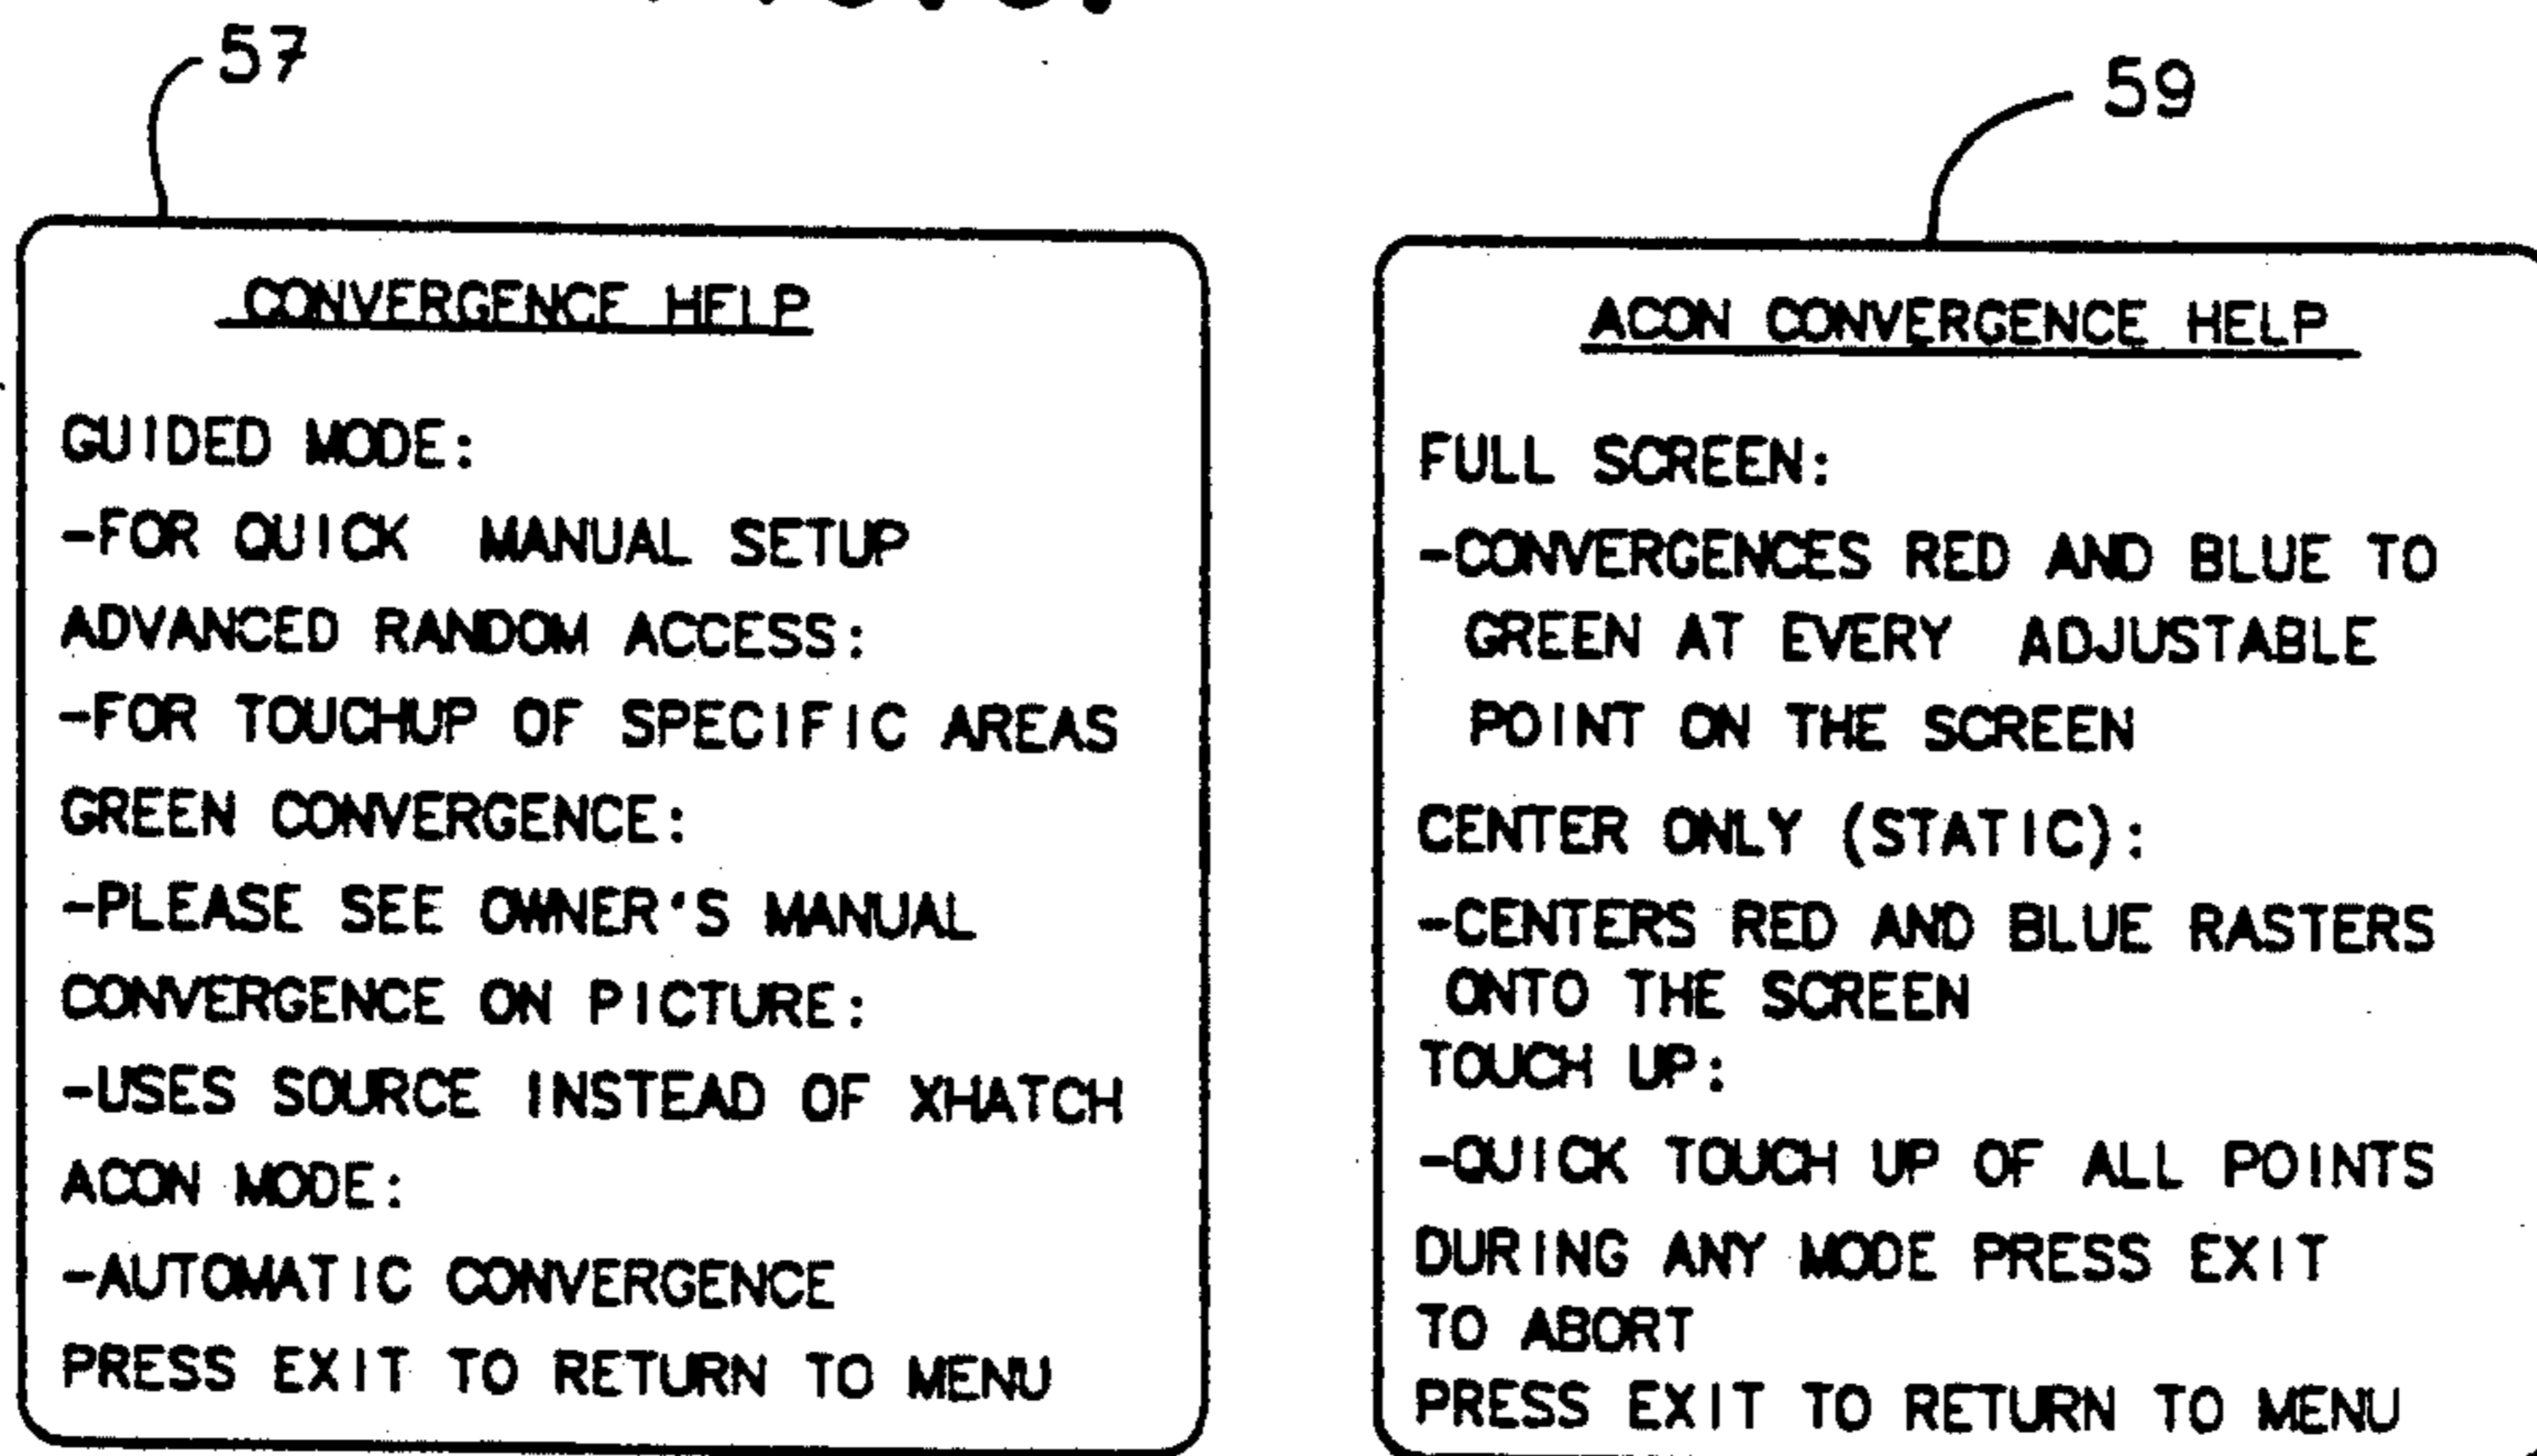 57
CONVERGENCE HELP
GUIDED MODE:
-FOR QUICK MANUAL SETUP
ADVANCED RANDOM ACCESS:
-FOR TOUCHUP OF SPECIFIC AREAS
GREEN CONVERGENCE:
-PLEASE SEE OWNER'S MANUAL
CONVERGENCE ON PICTURE:
-USES SOURCE INSTEAD OF XHATCH
ACON MODE:
-AUTOMATIC CONVERGENCE
PRESS EXIT TO RETURN TO MENU
59
ACON CONVERGENCE HELP
FULL SCREEN:
-CONVERGENCES RED AND BLUE TO
GREEN AT EVERY ADJUSTABLE
POINT ON THE SCREEN
CENTER ONLY (STATIC):
-CENTERS RED AND BLUE RASTERS
ONTO THE SCREEN
TOUCH UP:
-QUICK TOUCH UP OF ALL POINTS
DURING ANY MODE PRESS EXIT
TO ABORT
PRESS EXIT TO RETURN TO MENU